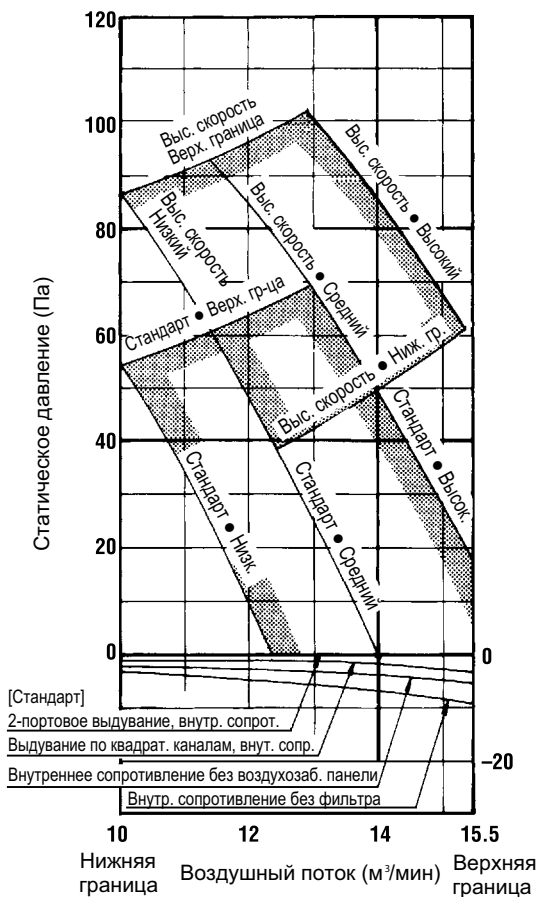 120
100
80
60
40
20
0
Статическое давление (Па)
Выс. скорость
Верх. граница
Выс. скорость
Низкий
Выс. скорость ● Средний
Выс. скорость ● Высокий
Стандарт ● Верх. гр-ца
Выс. скорость ● Ниж. гр.
Стандарт ● Низк.
Стандарт ● Средний
Стандарт ● Высок.
0
–20
[Стандарт]
2-портовое выдувание, внутр. сопрот.
Выдувание по квадрат. каналам, внут. сопр.
Внутреннее сопротивление без воздухозаб. панели
Внутр. сопротивление без фильтра
10 12 14 15.5
Нижняя
граница
Воздушный поток (м³/мин)
Верхняя
граница